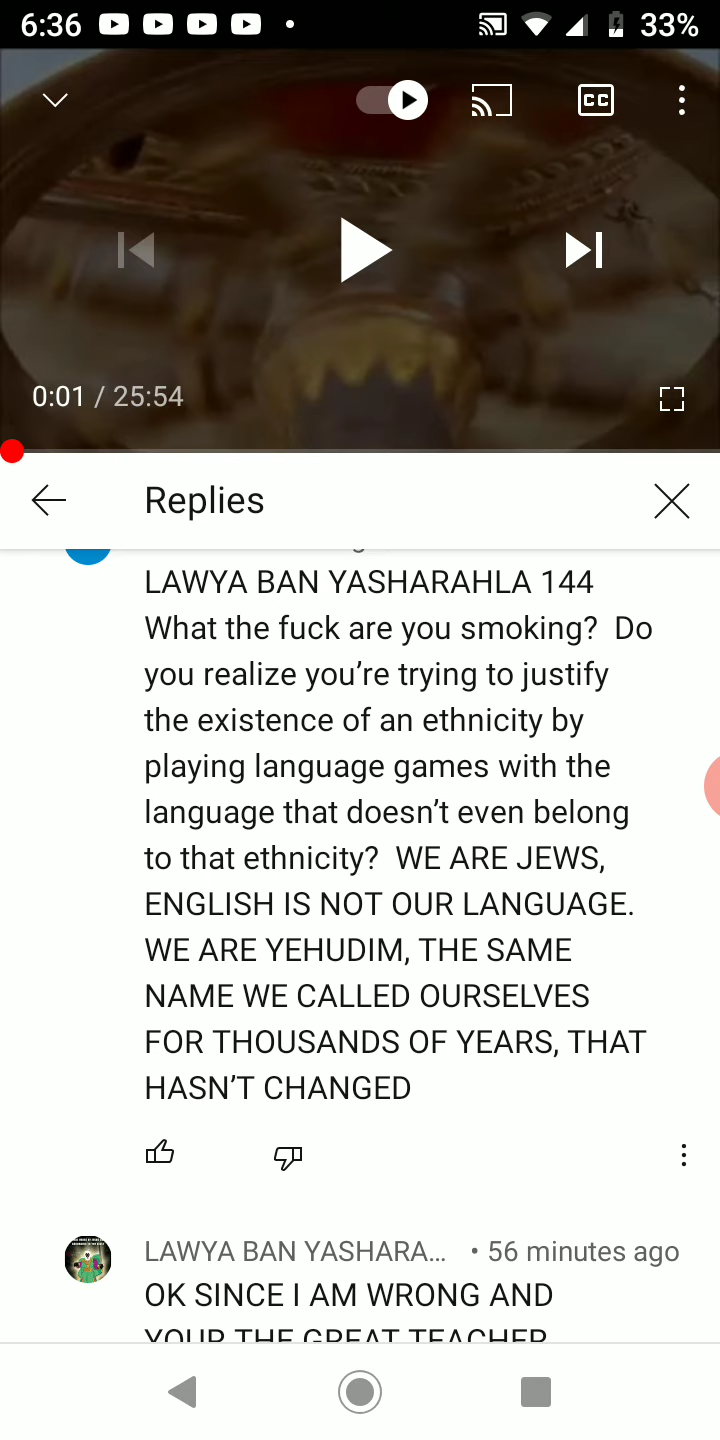 6:36
33%
CC
0:01 / 25:54
Replies
LAWYA BAN YASHARAHLA 144
What the fuck are you smoking?  Do
you realize you’re trying to justify
the existence of an ethnicity by
playing language games with the
language that doesn’t even belong
to that ethnicity?  WE ARE JEWS,
ENGLISH IS NOT OUR LANGUAGE.
WE ARE YEHUDIM, THE SAME
NAME WE CALLED OURSELVES
FOR THOUSANDS OF YEARS, THAT
HASN’T CHANGED
LAWYA BAN YASHARA... • 56 minutes ago
OK SINCE I AM WRONG AND
YOUR THE GREAT TEACHER